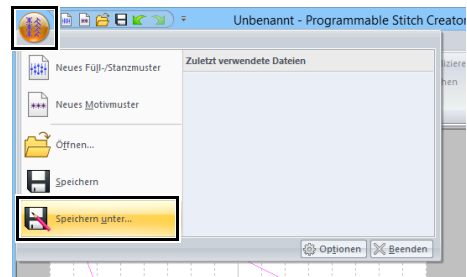 Unbenannt - Programmable Stitch Creator
Neues Füll-/Stanzmuster
Zuletzt verwendete Dateien
Neues Motivmuster
Öffnen...
Speichern
Speichern unter...
Optionen
Beenden